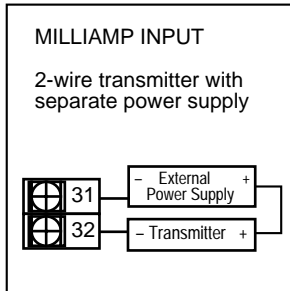 MILLIAMP INPUT
2-wire transmitter with
separate power supply
31
– External +
Power Supply
32
– Transmitter +